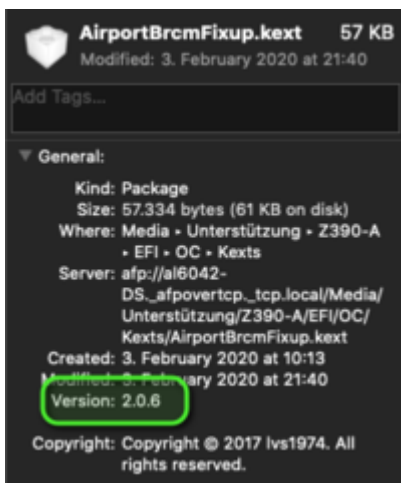 AirportBrcmFixup.kext 57 KB
Modified: 3. February 2020 at 21:40
Add Tags...
General:
Kind: Package
Size: 57.334 bytes (61 KB on disk)
Where: Media ▸ Unterstützung ▸ Z390-A
▸ EFI ▸ OC ▸ Kexts
Server: afp://al6042-
DS._afpovertcp._tcp.local/Media/
Unterstützung/Z390-A/EFI/OC/
Kexts/AirportBrcmFixup.kext
Created: 3. February 2020 at 10:13
Modified: 3. February 2020 at 21:40
Version: 2.0.6
Copyright: Copyright © 2017 lvs1974. All
rights reserved.